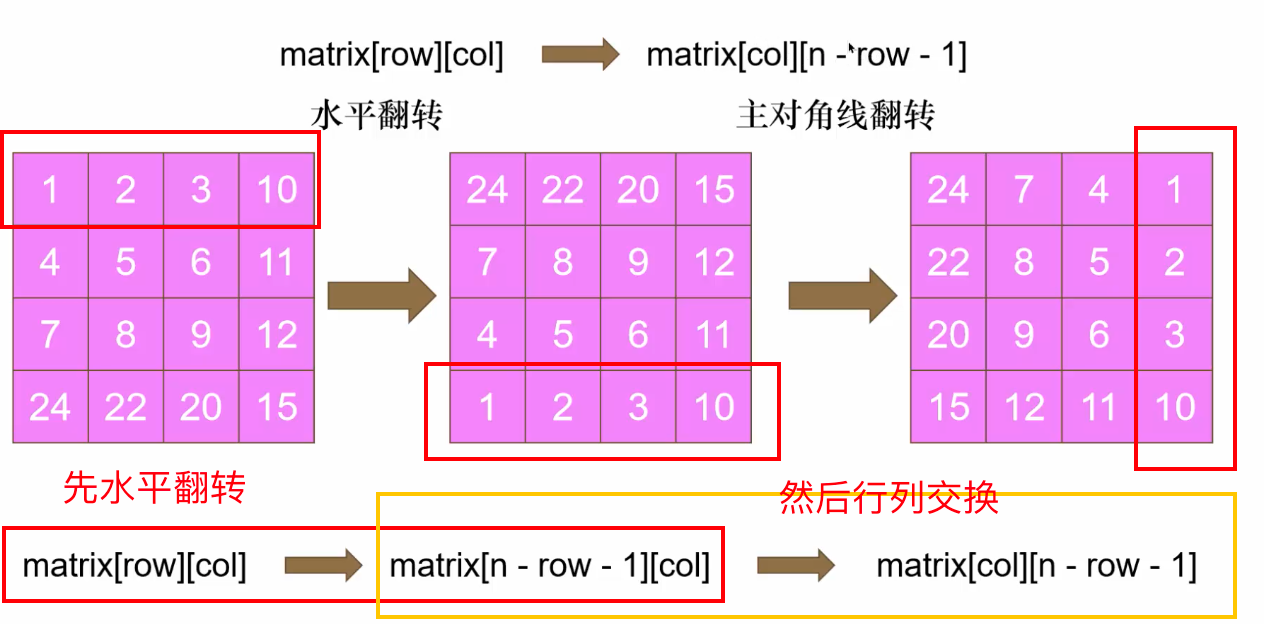 matrix[row][col] matrix[col][n - row - 1]
水平翻转 主对角线翻转
1 2 3 10 24 22 20 15 24 7 4 1
4 5 6 11 7 8 9 12 22 8 5 2
7 8 9 12 4 5 6 11 20 9 6 3
24 22 20 15 1 2 3 10 15 12 11 10
先水平翻转 然后行列交换
matrix[row][col] matrix[n - row - 1][col] matrix[col][n - row - 1]